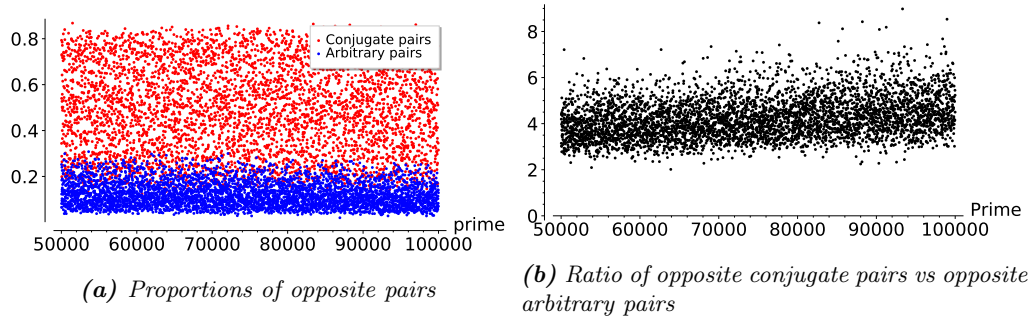 0.8
0.6
0.4
0.2
Conjugate pairs
Arbitrary pairs
prime
50000 60000 70000 80000 90000 100000
(a) Proportions of opposite pairs
8
6
4
2
0
Prime
50000 60000 70000 80000 90000 100000
(b) Ratio of opposite conjugate pairs vs opposite
arbitrary pairs